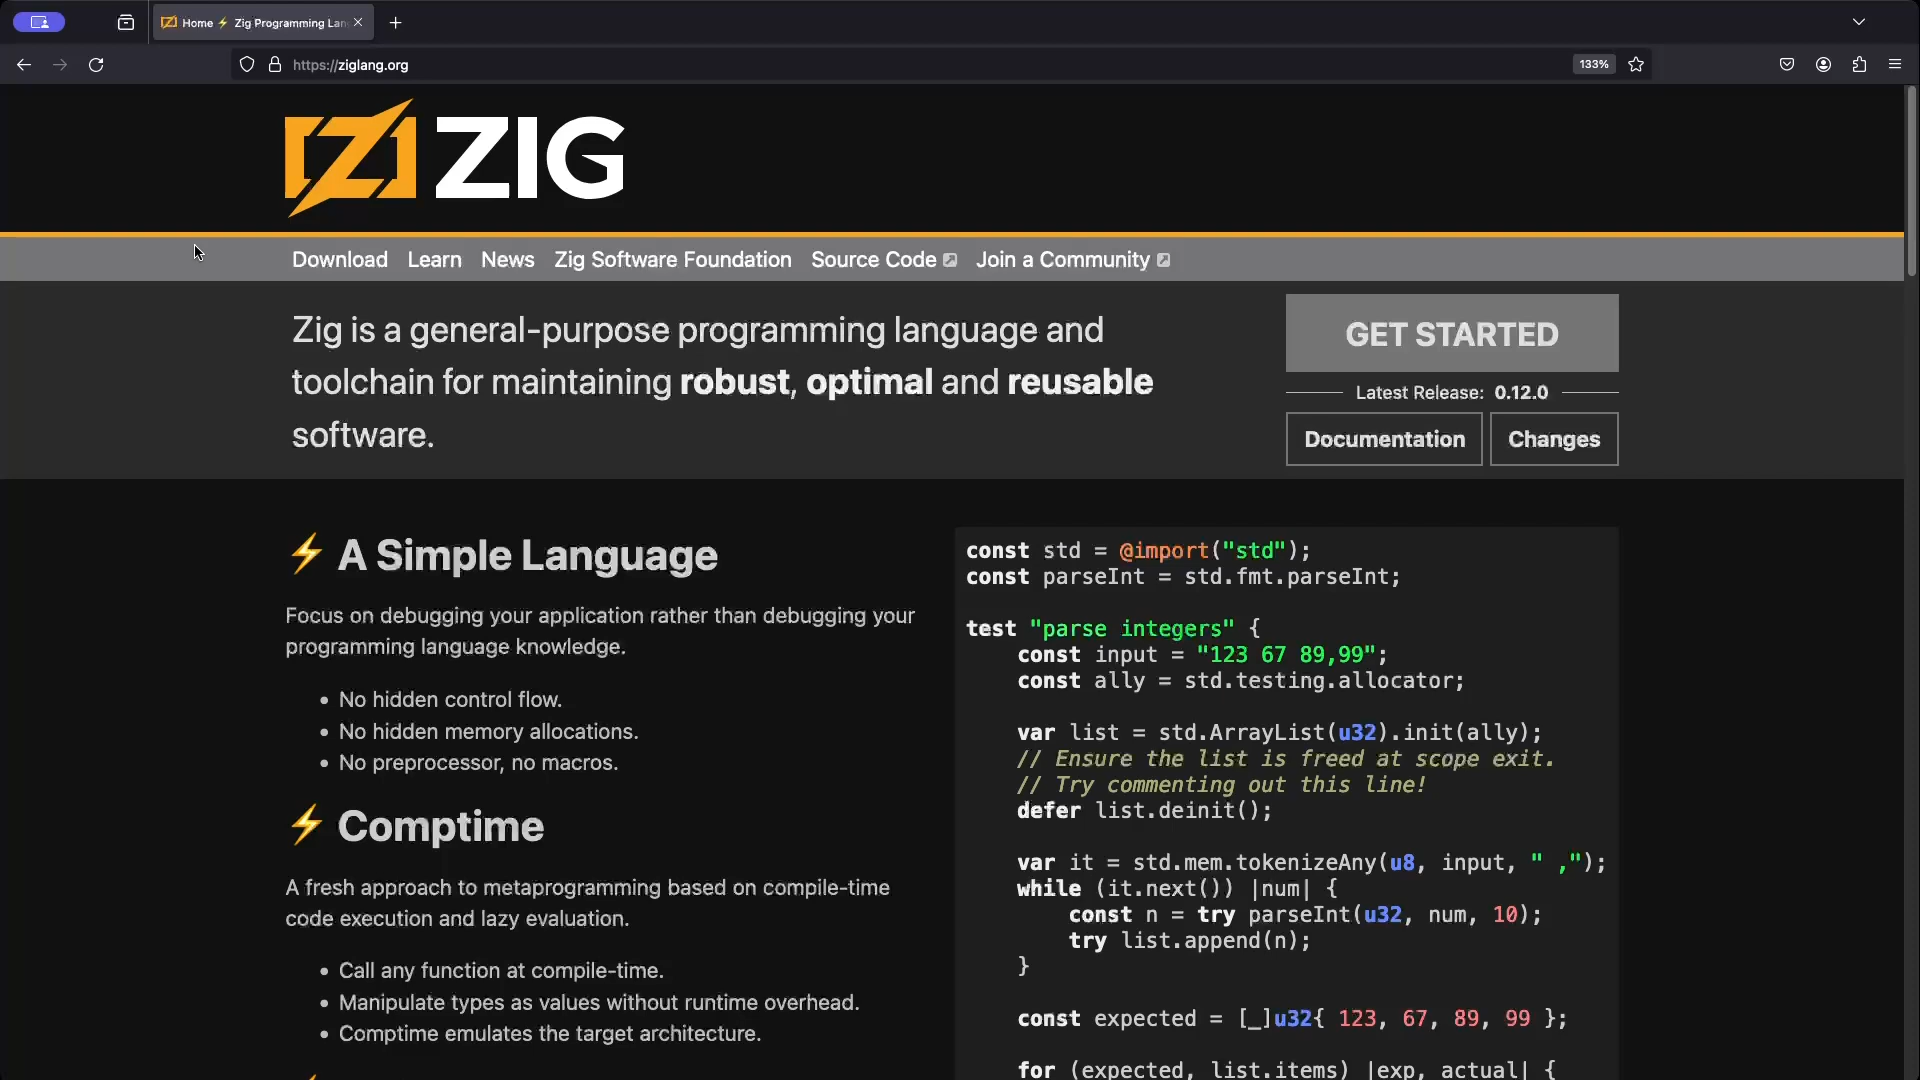 Home ⚡ Zig Programming Lan
https://ziglang.org
133%
ZIG
Download Learn News Zig Software Foundation Source Code Join a Community
Zig is a general-purpose programming language and
toolchain for maintaining robust, optimal and reusable
software.
GET STARTED
Latest Release: 0.12.0
Documentation Changes
⚡ A Simple Language
Focus on debugging your application rather than debugging your
programming language knowledge.
• No hidden control flow.
• No hidden memory allocations.
• No preprocessor, no macros.
⚡ Comptime
A fresh approach to metaprogramming based on compile-time
code execution and lazy evaluation.
• Call any function at compile-time.
• Manipulate types as values without runtime overhead.
• Comptime emulates the target architecture.
const std = @import("std");
const parseInt = std.fmt.parseInt;
test "parse integers" {
    const input = "123 67 89,99";
    const ally = std.testing.allocator;
    var list = std.ArrayList(u32).init(ally);
    // Ensure the list is freed at scope exit.
    // Try commenting out this line!
    defer list.deinit();
    var it = std.mem.tokenizeAny(u8, input, " ,");
    while (it.next()) |num| {
        const n = try parseInt(u32, num, 10);
        try list.append(n);
    }
    const expected = [_]u32{ 123, 67, 89, 99 };
    for (expected, list.items) |exp, actual| {